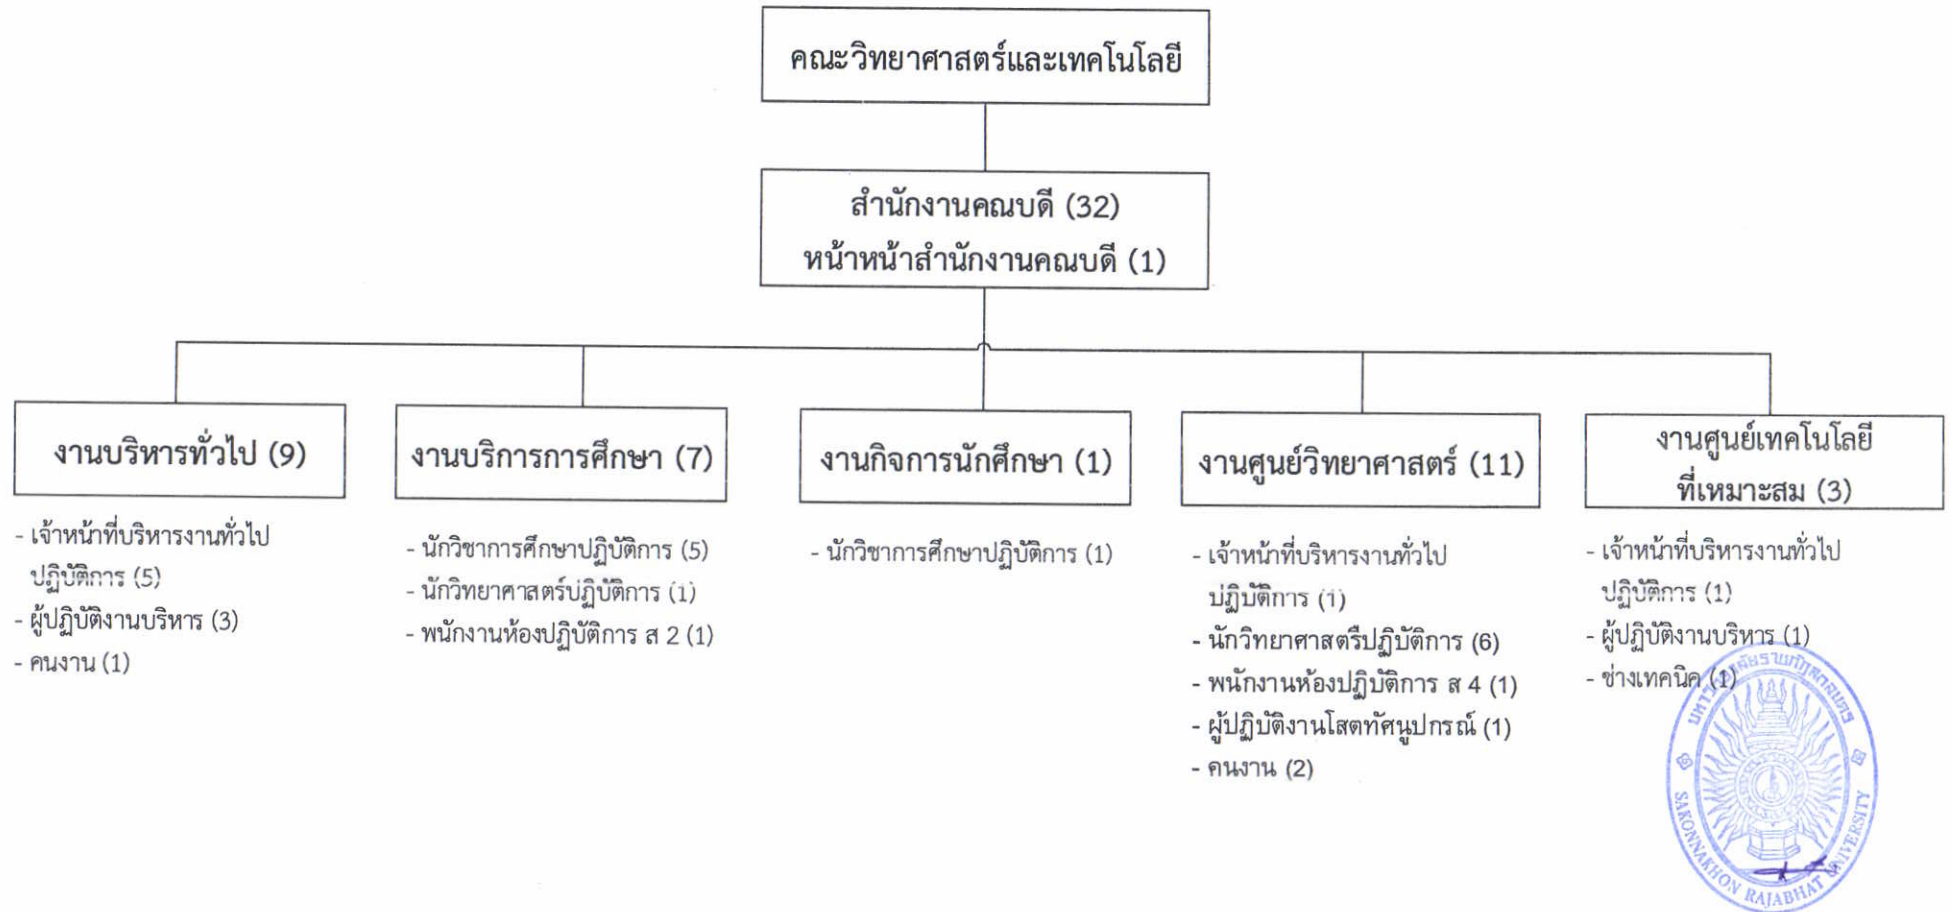 คณะวิทยาศาสตร์และเทคโนโลยี
สำนักงานคณบดี (32)
หน้าหน้าสำนักงานคณบดี (1)
งานบริหารทั่วไป (9)
- เจ้าหน้าที่บริหารงานทั่วไป
ปฏิบัติการ (5)
- ผู้ปฏิบัติงานบริหาร (3)
- คนงาน (1)
งานบริการการศึกษา (7)
- นักวิชาการศึกษาปฏิบัติการ (5)
- นักวิทยาศาสตร์ปฏิบัติการ (1)
- พนักงานห้องปฏิบัติการ ส 2 (1)
งานกิจการนักศึกษา (1)
- นักวิชาการศึกษาปฏิบัติการ (1)
งานศูนย์วิทยาศาสตร์ (11)
- เจ้าหน้าที่บริหารงานทั่วไป
ปฏิบัติการ (1)
- นักวิทยาศาสตร์ปฏิบัติการ (6)
- พนักงานห้องปฏิบัติการ ส 4 (1)
- ผู้ปฏิบัติงานโสตทัศนูปกรณ์ (1)
- คนงาน (2)
งานศูนย์เทคโนโลยี
ที่เหมาะสม (3)
- เจ้าหน้าที่บริหารงานทั่วไป
ปฏิบัติการ (1)
- ผู้ปฏิบัติงานบริหาร (1)
- ช่างเทคนิค (1)
มหาวิทยาลัยราชภัฏสกลนคร
SAKONNAKHON RAJABHAT UNIVERSITY